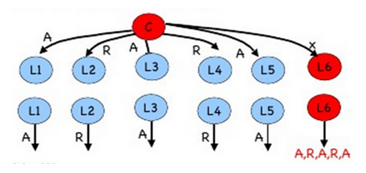 C
A R A R A x
L1 L2 L3 L4 L5 L6
L1 L2 L3 L4 L5 L6
A R A R A A,R,A,R,A